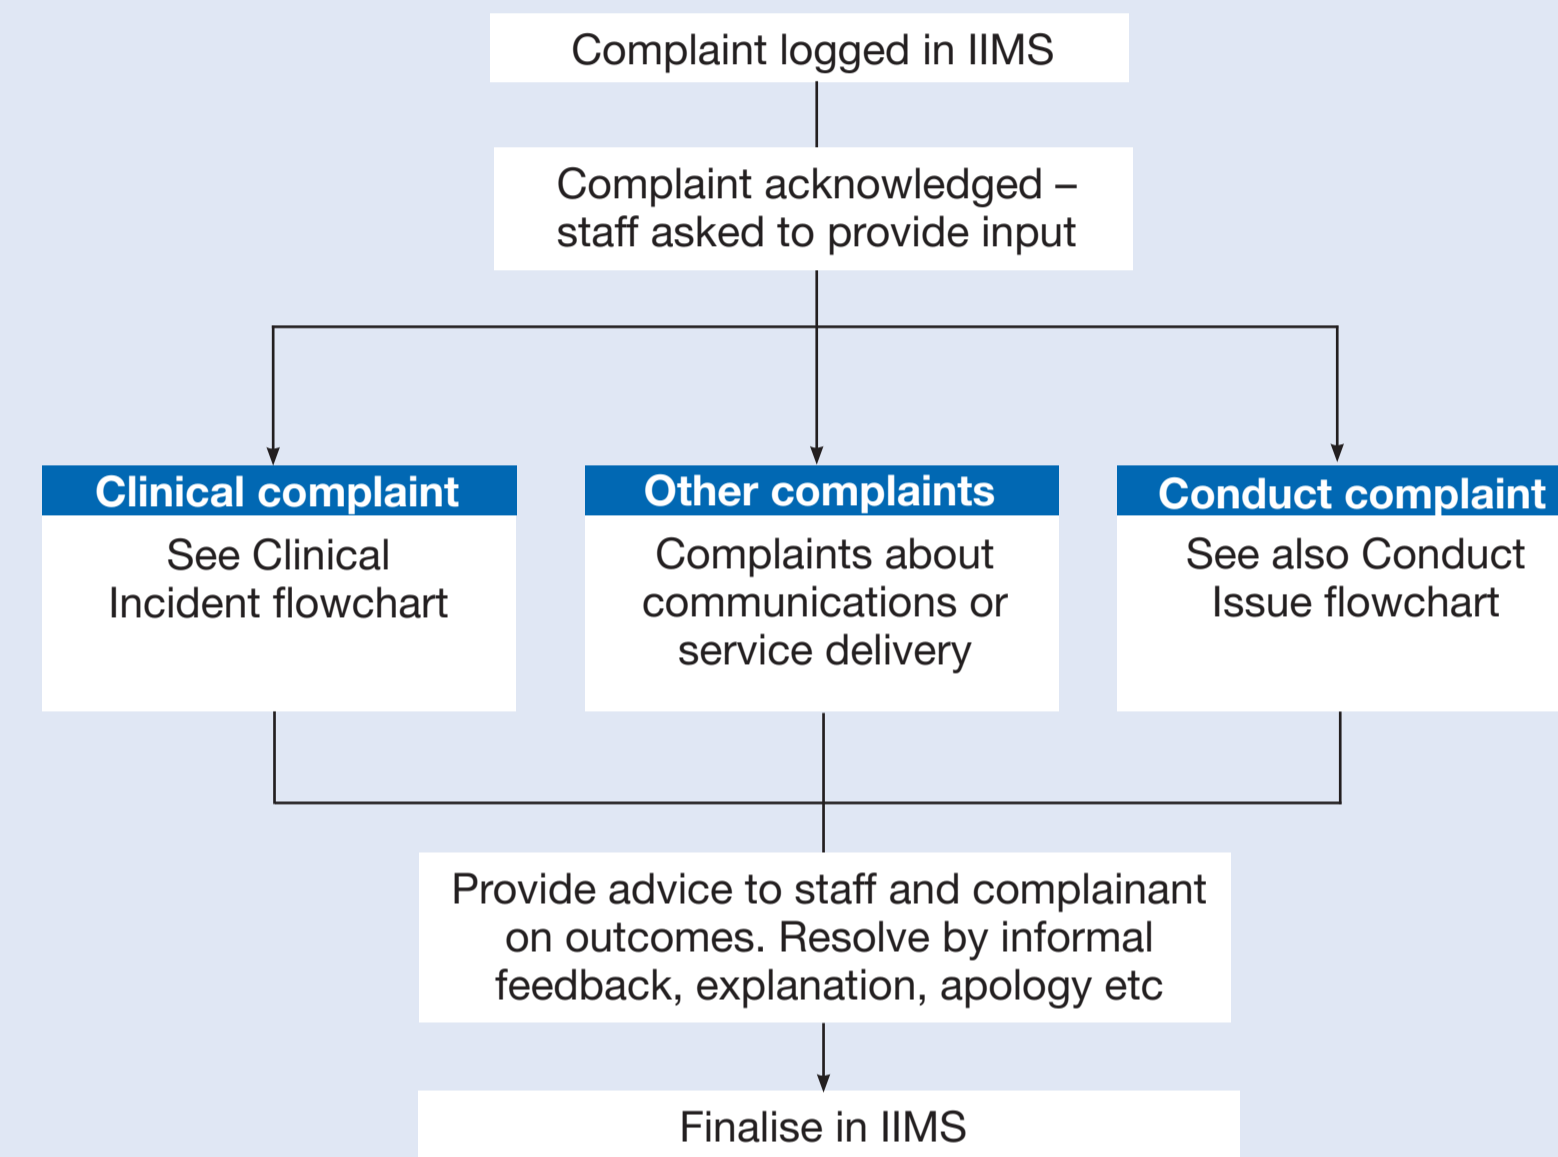 Complaint logged in IIMS
Complaint acknowledged –
staff asked to provide input
Clinical complaint
See Clinical
Incident flowchart
Other complaints
Complaints about
communications or
service delivery
Conduct complaint
See also Conduct
Issue flowchart
Provide advice to staff and complainant
on outcomes. Resolve by informal
feedback, explanation, apology etc
Finalise in IIMS